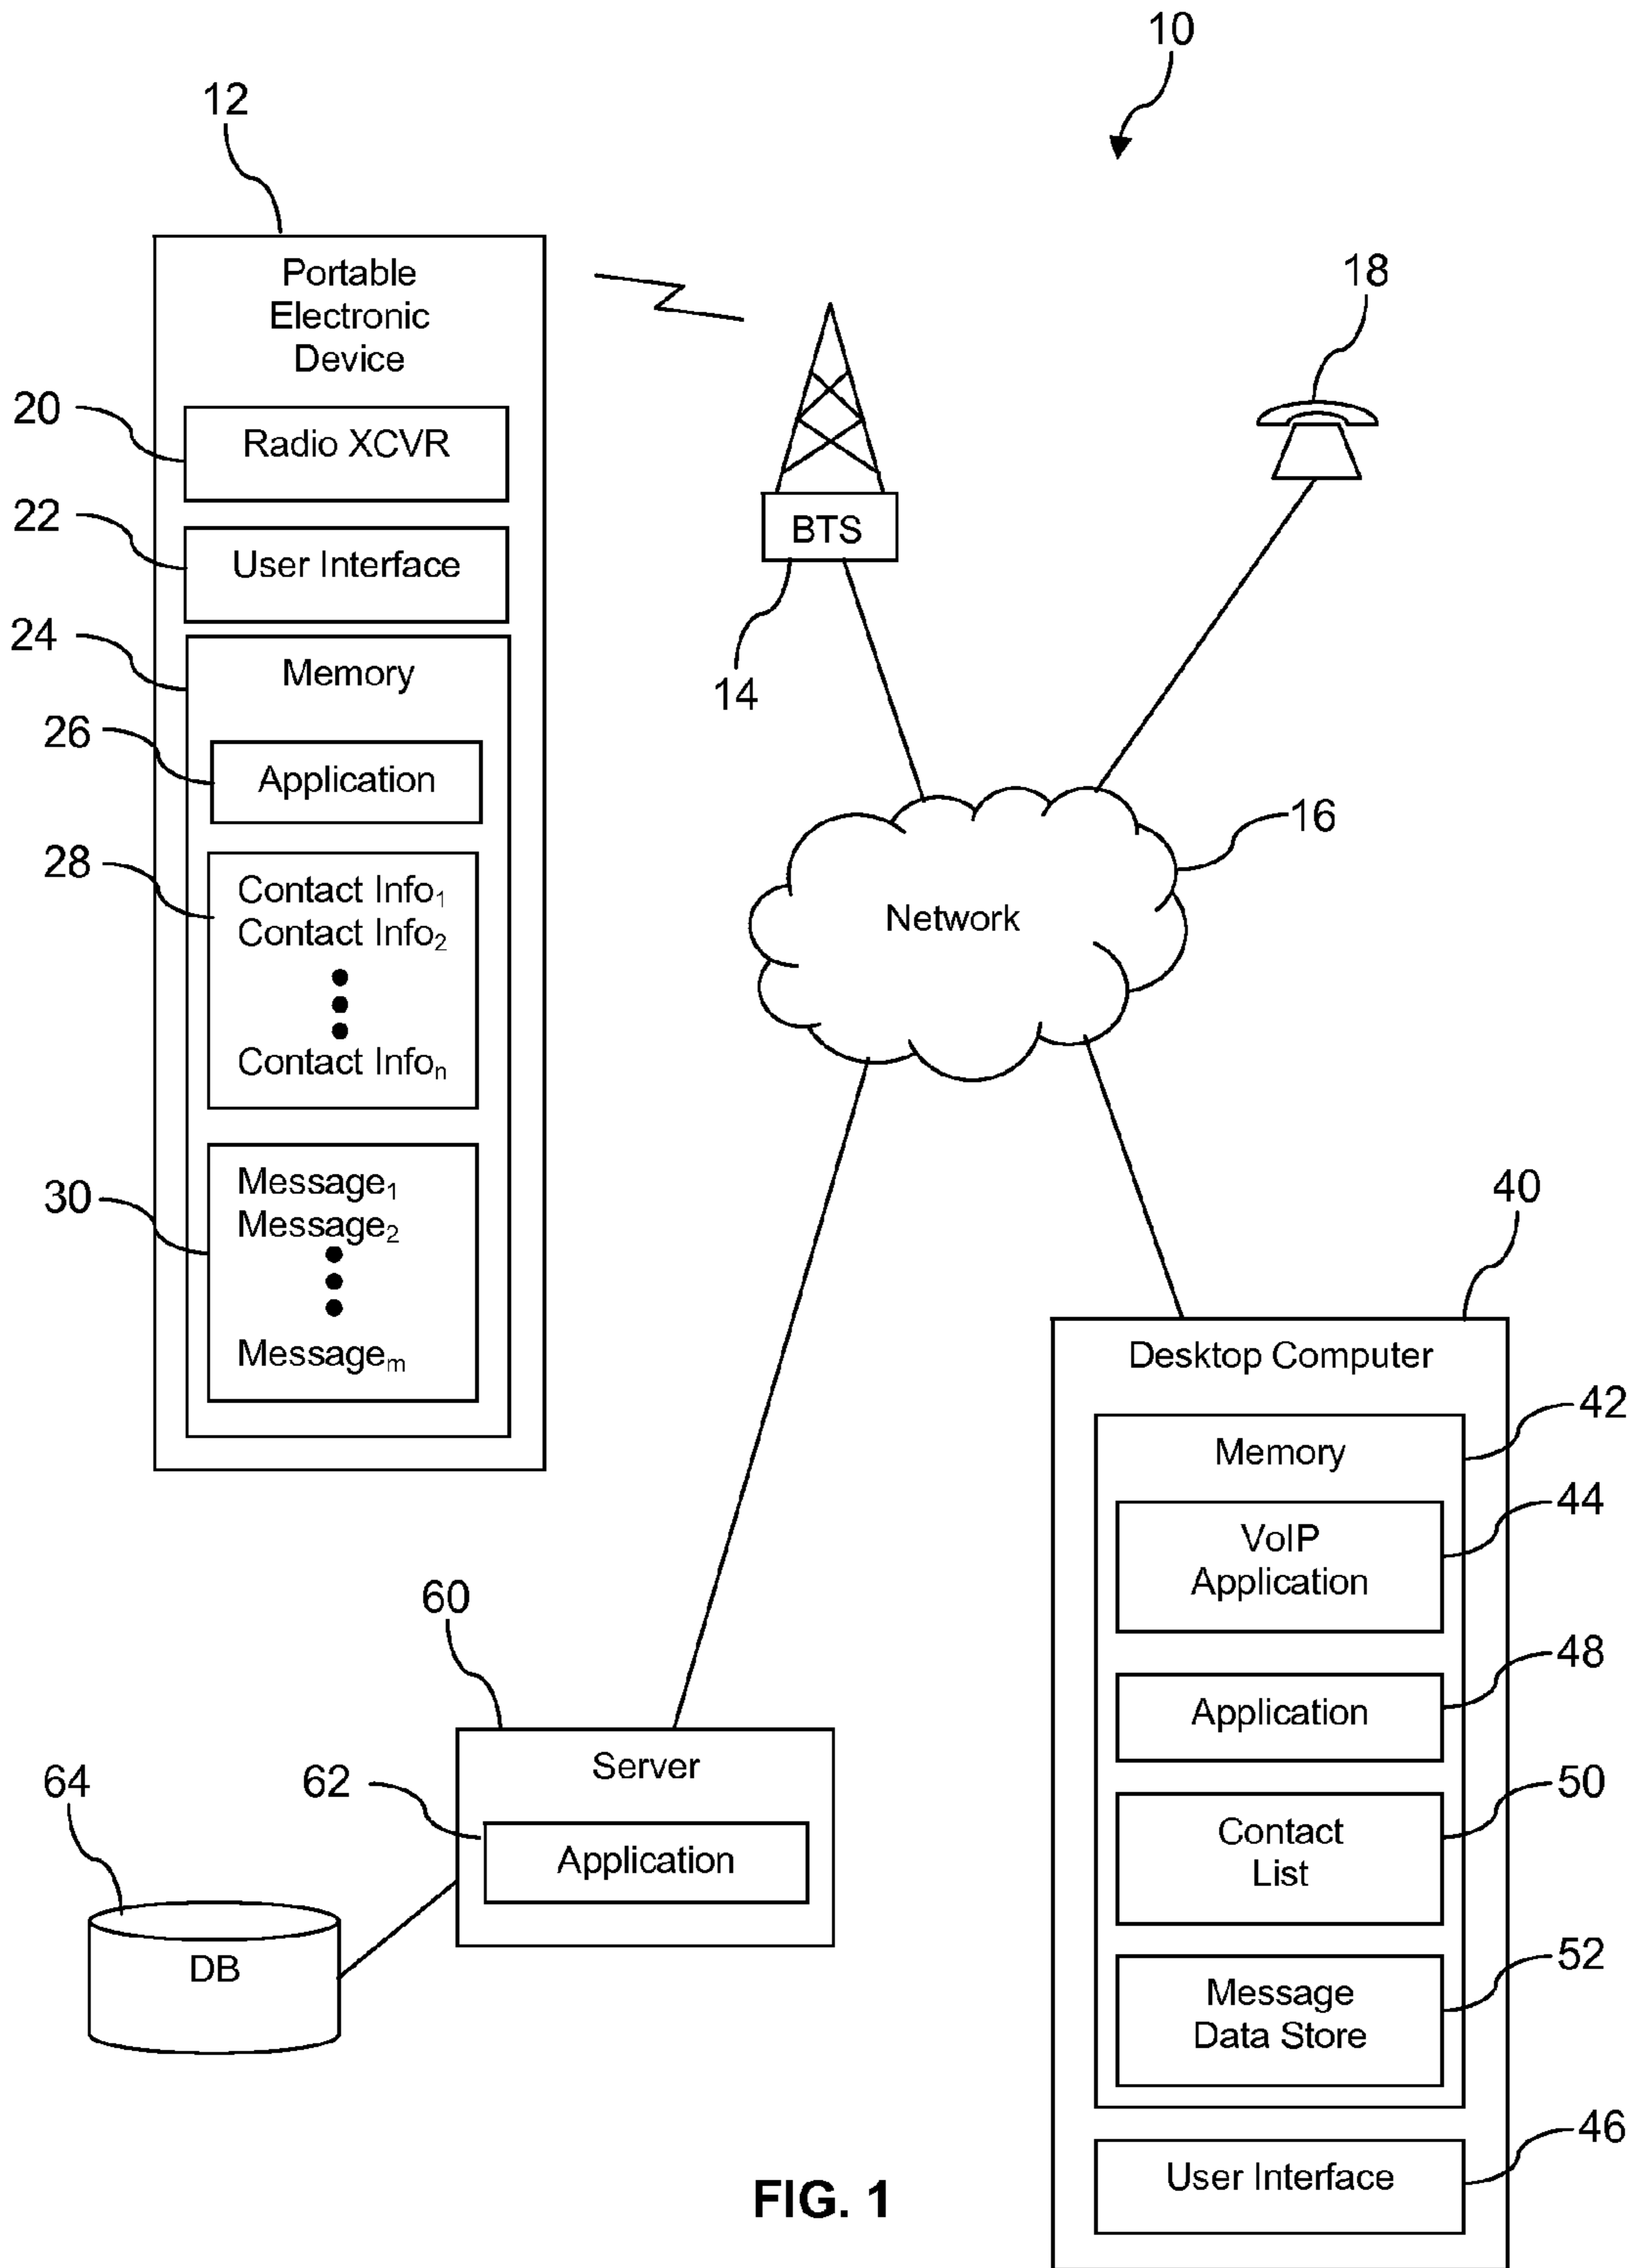 10
12
Portable
Electronic
Device
18
20
Radio XCVR
22
User Interface
BTS
14
24
Memory
26
Application
16
28
Contact Info₁
Contact Info₂
Contact Infoₙ
Network
30
Message₁
Message₂
Messageₘ
40
Desktop Computer
42
Memory
44
VoIP
Application
48
Application
50
Contact
List
52
Message
Data Store
46
User Interface
60
Server
62
Application
64
DB
FIG. 1